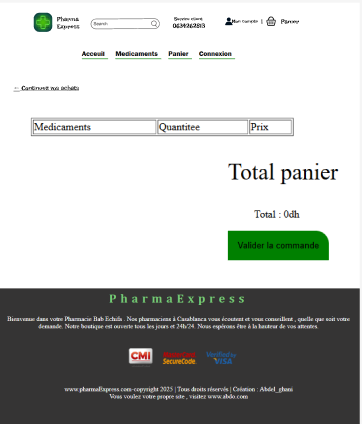 Pharma
Express
Search
Service client
0634262813
Mon compte |
Panier
Acceuil Medicaments Panier Connexion
← Continuez vos achats
Medicaments Quantitee Prix
Total panier
Total : 0dh
Valider la commande
PharmaExpress
Bienvenue dans votre Pharmacie Bab Echifa . Nos pharmaciens à Casablanca vous écoutent et vous conseillent , quelle que soit votre
demande. Notre boutique est ouverte tous les jours et 24h/24. Nous espérons être à la hauteur de vos attentes.
CMI
MasterCard.
SecureCode.
Verified by
VISA
www.pharmaExpress.com-copyright 2025 | Tous droits réservés | Création : Abdel_ghani
Vous voulez votre propre site , visitez www.abdo.com